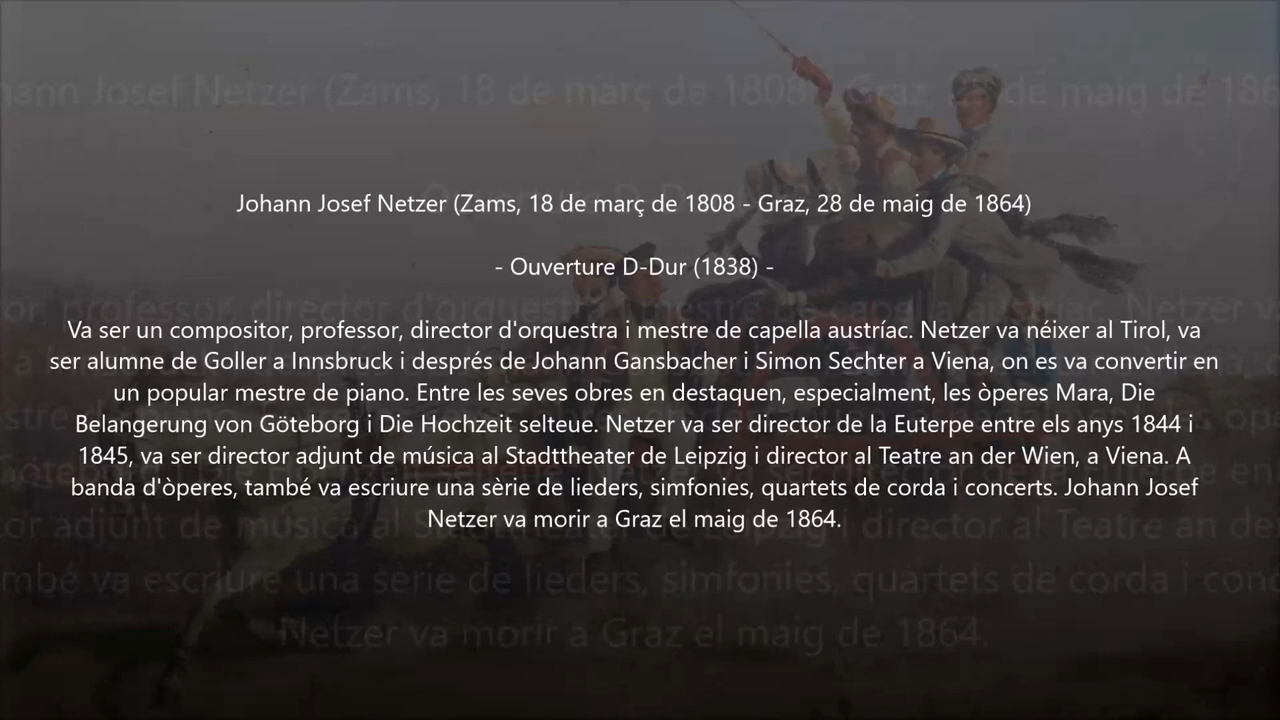 Johann Josef Netzer (Zams, 18 de març de 1808 - Graz, 28 de maig de 1864)
- Ouverture D-Dur (1838) -
Va ser un compositor, professor, director d'orquestra i mestre de capella austríac. Netzer va néixer al Tirol, va
ser alumne de Goller a Innsbruck i després de Johann Gansbacher i Simon Sechter a Viena, on es va convertir en
un popular mestre de piano. Entre les seves obres en destaquen, especialment, les òperes Mara, Die
Belangerung von Göteborg i Die Hochzeit selteue. Netzer va ser director de la Euterpe entre els anys 1844 i
1845, va ser director adjunt de música al Stadttheater de Leipzig i director al Teatre an der Wien, a Viena. A
banda d'òperes, també va escriure una sèrie de lieders, simfonies, quartets de corda i concerts. Johann Josef
Netzer va morir a Graz el maig de 1864.